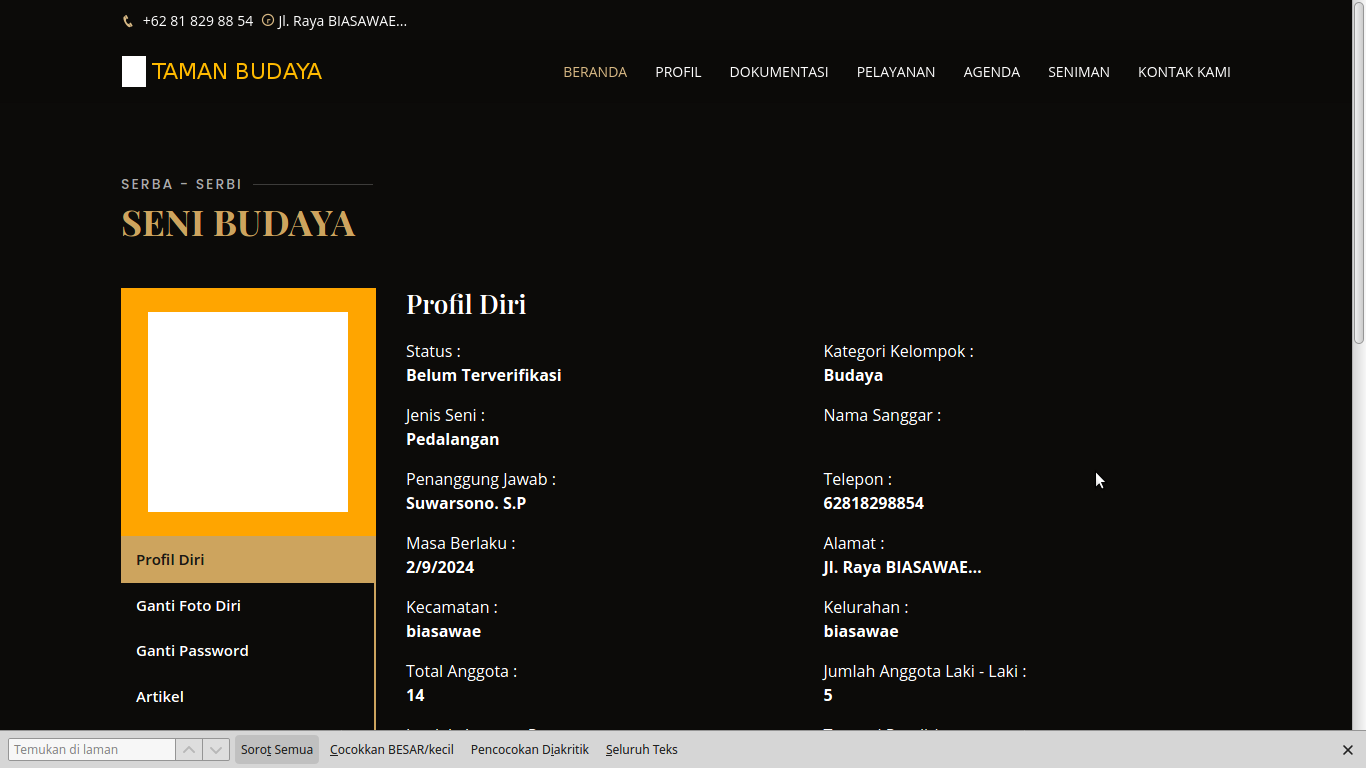 +62 81 829 88 54 Jl. Raya BIASAWAE...
TAMAN BUDAYA
BERANDA PROFIL DOKUMENTASI PELAYANAN AGENDA SENIMAN KONTAK KAMI
SERBA - SERBI
SENI BUDAYA
Profil Diri
Status :
Belum Terverifikasi
Kategori Kelompok :
Budaya
Jenis Seni :
Pedalangan
Nama Sanggar :
Penanggung Jawab :
Suwarsono. S.P
Telepon :
62818298854
Masa Berlaku :
2/9/2024
Alamat :
Jl. Raya BIASAWAE...
Kecamatan :
biasawae
Kelurahan :
biasawae
Total Anggota :
14
Jumlah Anggota Laki - Laki :
5
Profil Diri
Ganti Foto Diri
Ganti Password
Artikel
Temukan di laman
Sorot Semua Cocokkan BESAR/kecil Pencocokan Diakritik Seluruh Teks